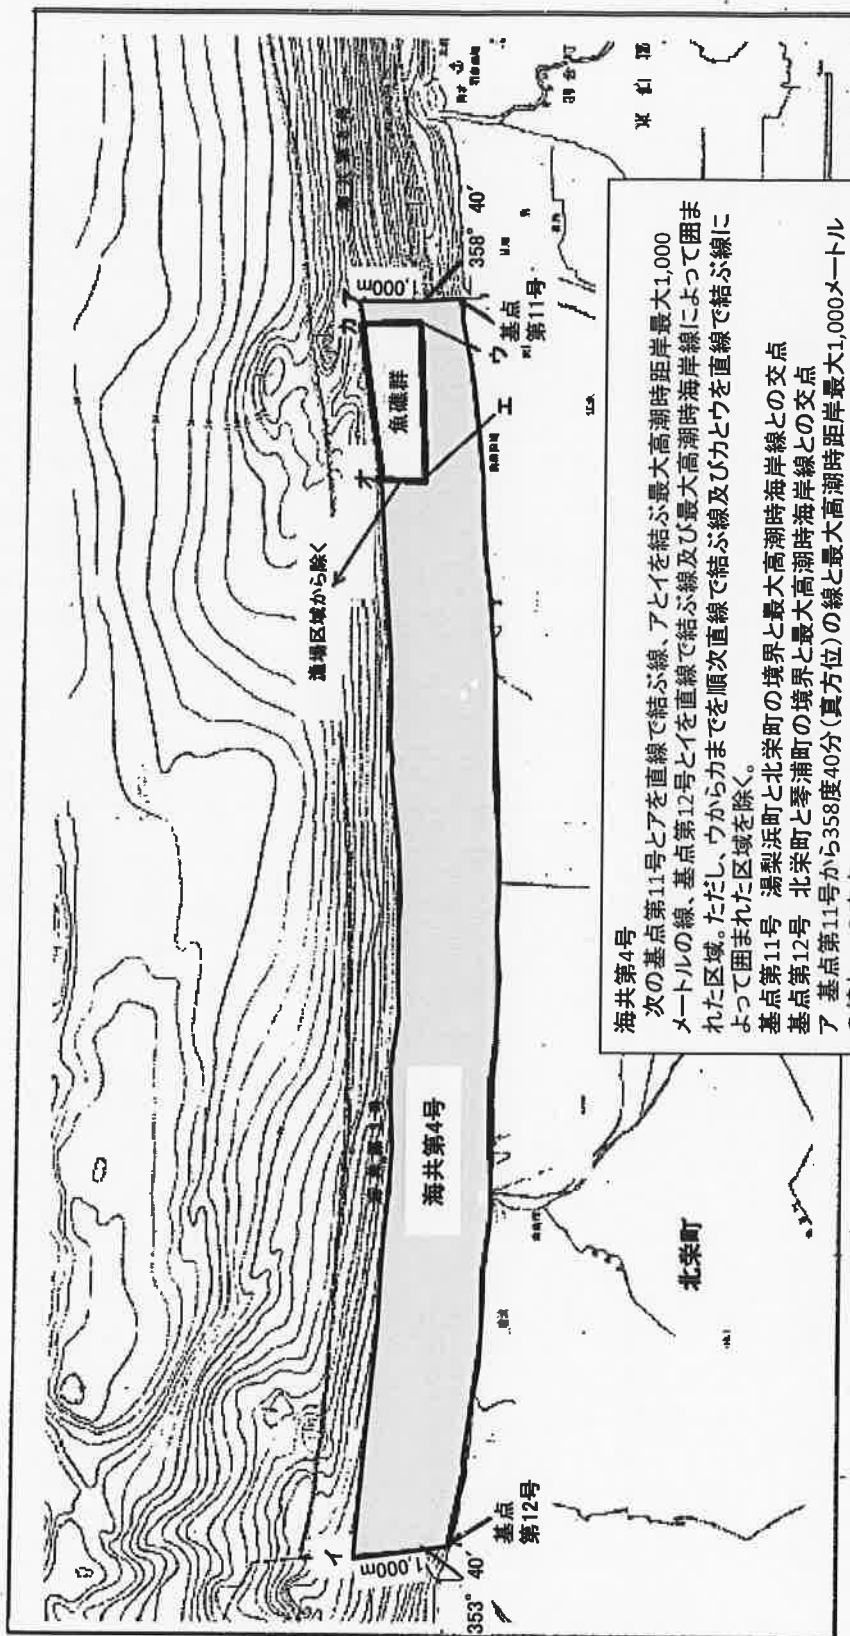 海共第4号
魚礁群
漁場区域から除く
ア
イ
ウ
エ
オ
カ
1,000m
1,000m
358° 40′
353° 40′
基点
第11号
基点
第12号
北栄町
海共第4号
次の基点第11号とアを直線で結ぶ線、アとイを結ぶ最大高潮時距岸最大1,000
メートルの線、基点第12号とイを直線で結ぶ線及び最大高潮時海岸線によって囲ま
れた区域。ただし、ウからカまでを順次直線で結ぶ線及びカとウを直線で結ぶ線に
よって囲まれた区域を除く。
基点第11号 湯梨浜町と北栄町の境界と最大高潮時海岸線との交点
基点第12号 北栄町と琴浦町の境界と最大高潮時海岸線との交点
ア 基点第11号から358度40分(真方位)の線と最大高潮時距岸最大1,000メートル